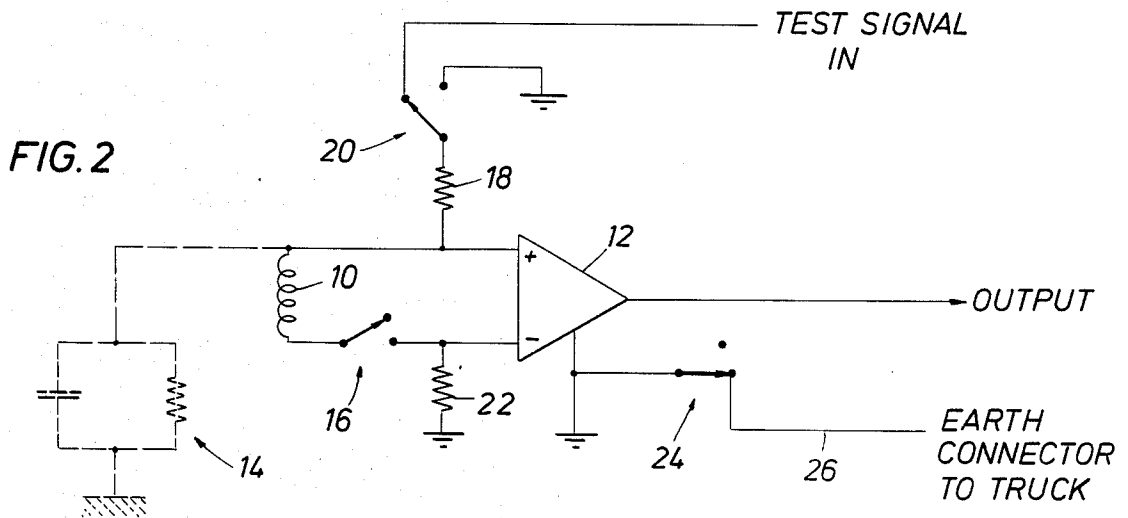 TEST SIGNAL
IN
FIG. 2
20
18
12
+
10
OUTPUT
-
16
22
24
26
14
EARTH
CONNECTOR
TO TRUCK